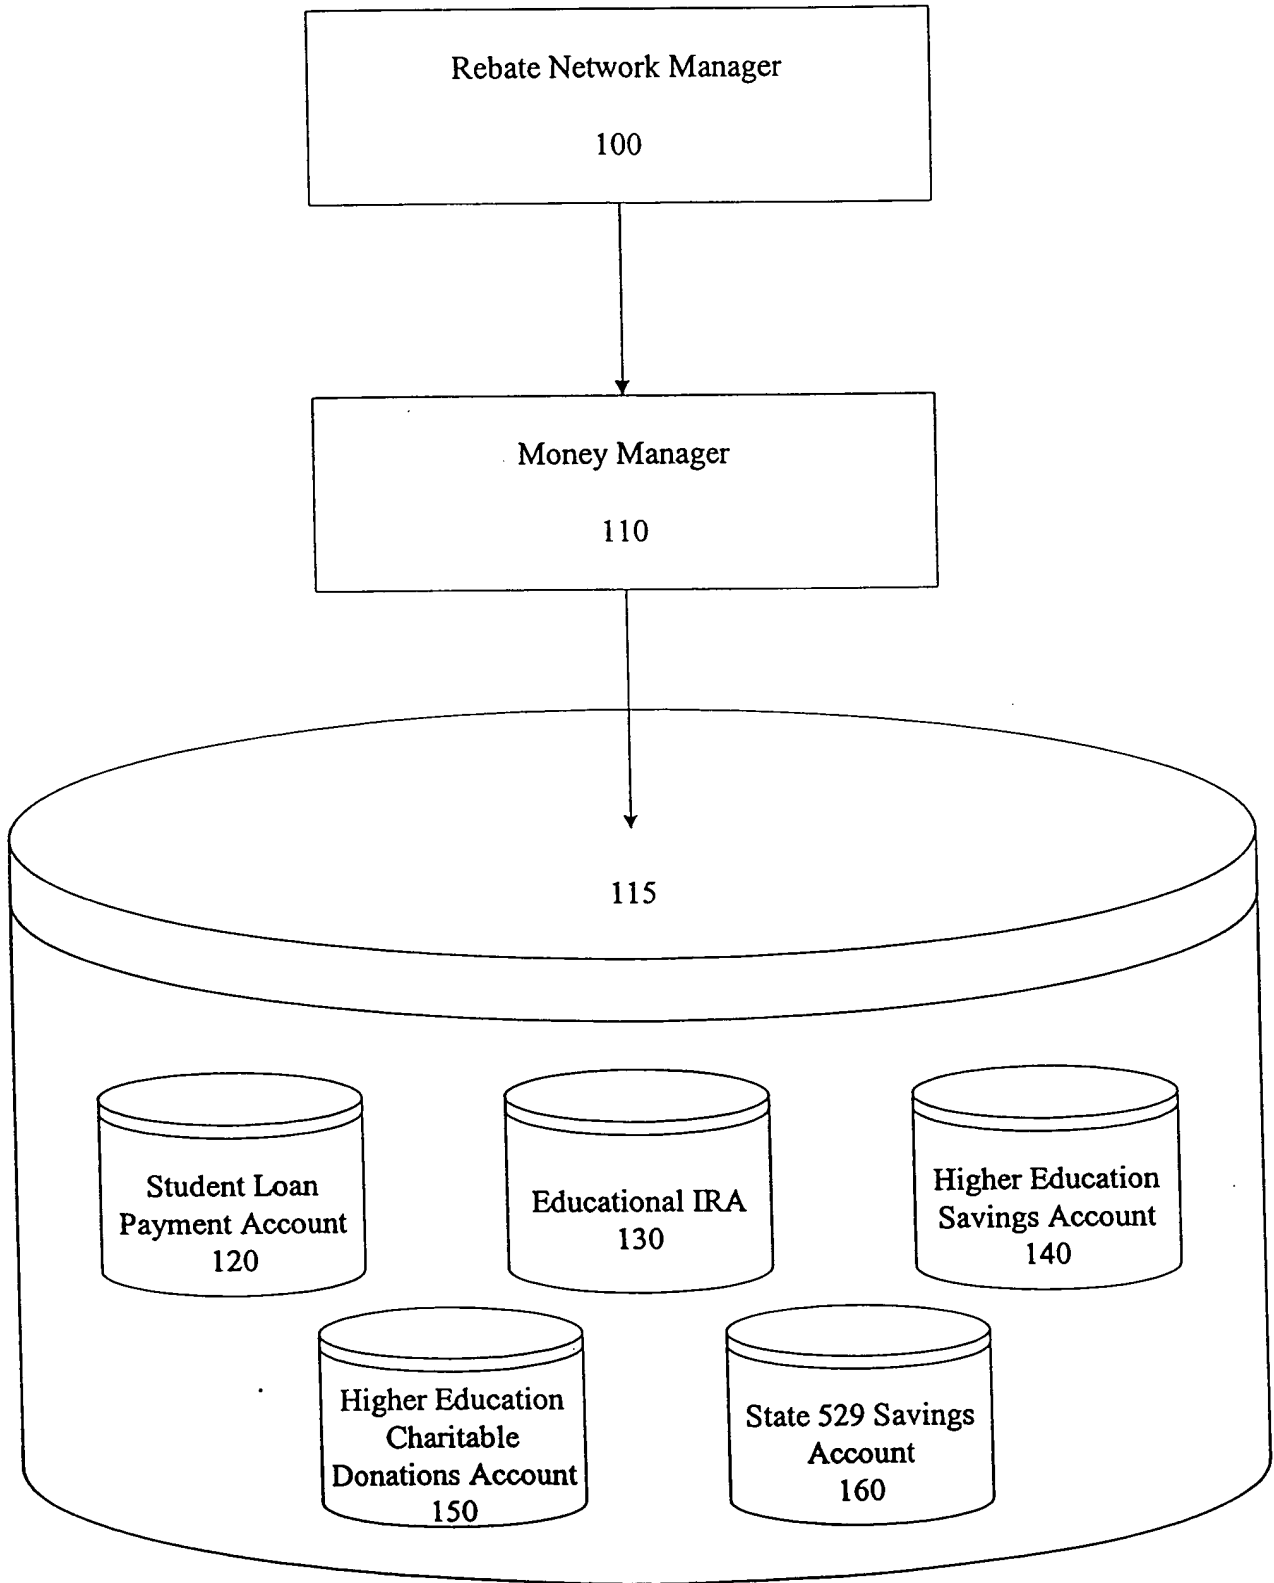 Rebate Network Manager
100
Money Manager
110
115
Student Loan
Payment Account
120
Educational IRA
130
Higher Education
Savings Account
140
Higher Education
Charitable
Donations Account
150
State 529 Savings
Account
160